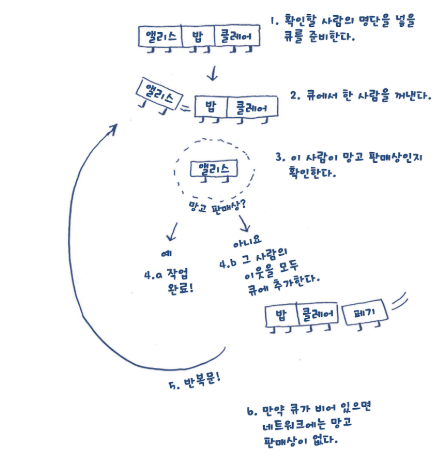 앨리스 밥 클레어
1. 확인할 사람의 명단을 넣을
큐를 준비한다.
앨리스 밥 클레어
2. 큐에서 한 사람을 꺼낸다.
앨리스
망고 판매상?
3. 이 사람이 망고 판매상인지
확인한다.
예
4.a 작업
완료!
아니요
4.b 그 사람의
이웃을 모두
큐에 추가한다.
밥 클레어 페기
5. 반복문!
6. 만약 큐가 비어 있으면
네트워크에는 망고
판매상이 없다.